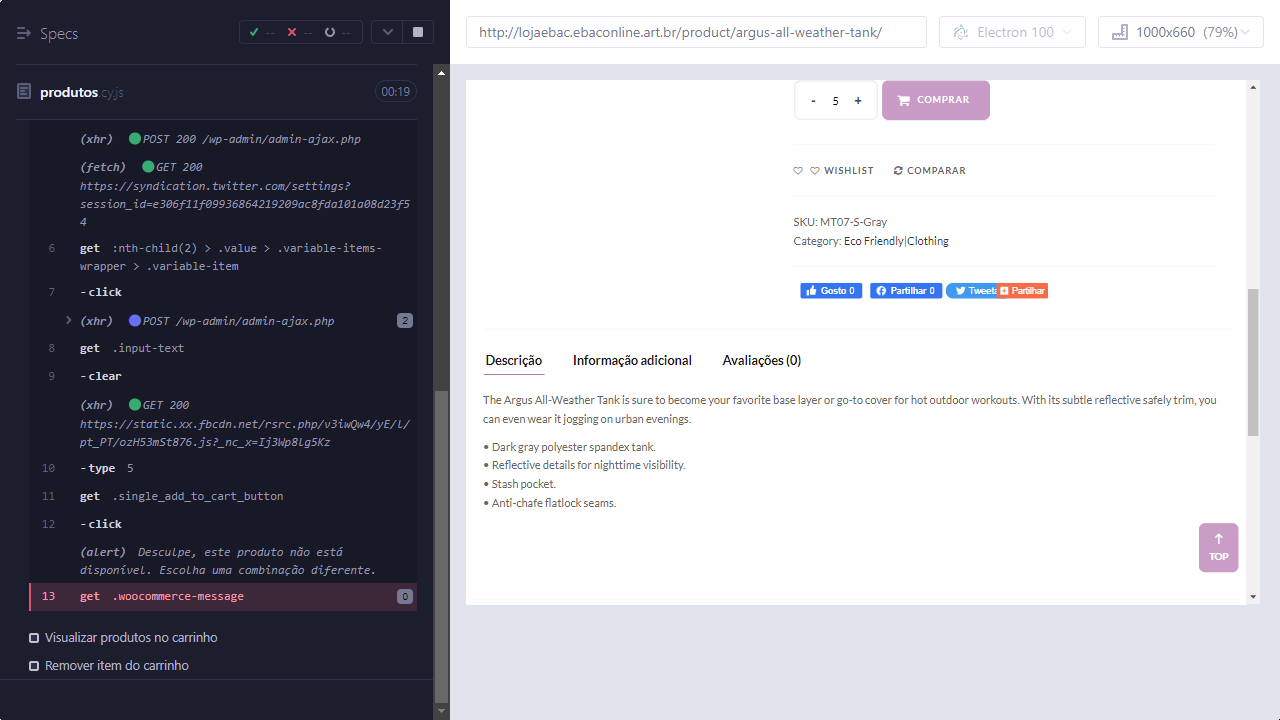 Specs
--
--
--
http://lojaebac.ebaconline.art.br/product/argus-all-weather-tank/
Electron 100
1000x660 (79%)
produtos.cy.js
00:19
(xhr) POST 200 /wp-admin/admin-ajax.php
(fetch) GET 200
https://syndication.twitter.com/settings?
session_id=e306f11f09936864219209ac8fda101a08d23f5
4
6 get :nth-child(2) > .value > .variable-items-
wrapper > .variable-item
7 -click
(xhr) POST /wp-admin/admin-ajax.php 2
8 get .input-text
9 -clear
(xhr) GET 200
https://static.xx.fbcdn.net/rsrc.php/v3iwQw4/yE/l/
pt_PT/ozH53mSt876.js?_nc_x=Ij3Wp8lg5Kz
10 -type 5
11 get .single_add_to_cart_button
12 -click
(alert) Desculpe, este produto não está
disponível. Escolha uma combinação diferente.
13 get .woocommerce-message 0
Visualizar produtos no carrinho
Remover item do carrinho
- 5 + COMPRAR
WISHLIST COMPARAR
SKU: MT07-S-Gray
Category: Eco Friendly|Clothing
Gosto 0 Partilhar 0 Tweeta Partilhar
Descrição Informação adicional Avaliações (0)
The Argus All-Weather Tank is sure to become your favorite base layer or go-to cover for hot outdoor workouts. With its subtle reflective safely trim, you
can even wear it jogging on urban evenings.
• Dark gray polyester spandex tank.
• Reflective details for nighttime visibility.
• Stash pocket.
• Anti-chafe flatlock seams.
TOP